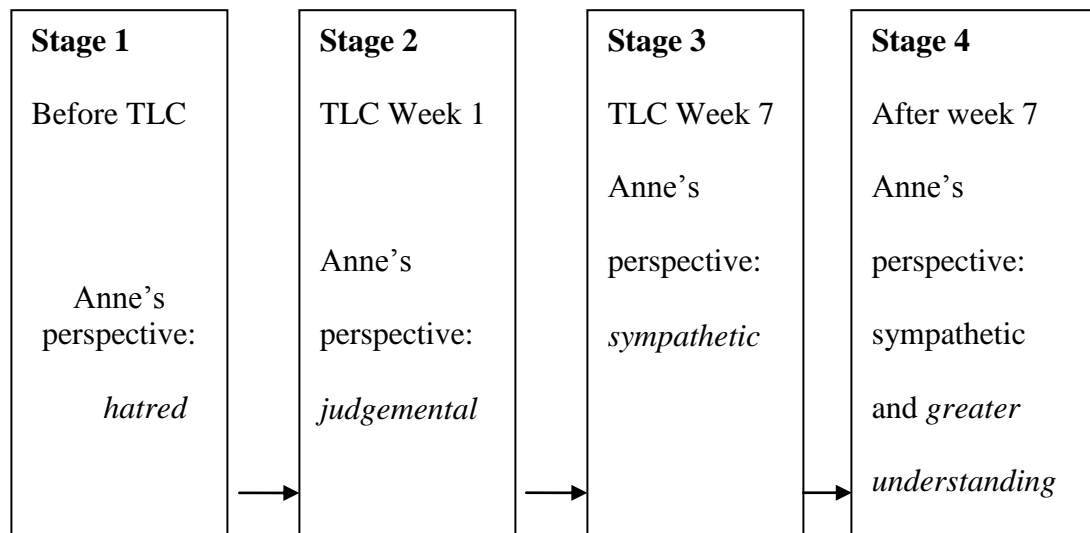 Stage 1
Before TLC
Anne’s
perspective:
hatred
Stage 2
TLC Week 1
Anne’s
perspective:
judgemental
Stage 3
TLC Week 7
Anne’s
perspective:
sympathetic
Stage 4
After week 7
Anne’s
perspective:
sympathetic
and greater
understanding